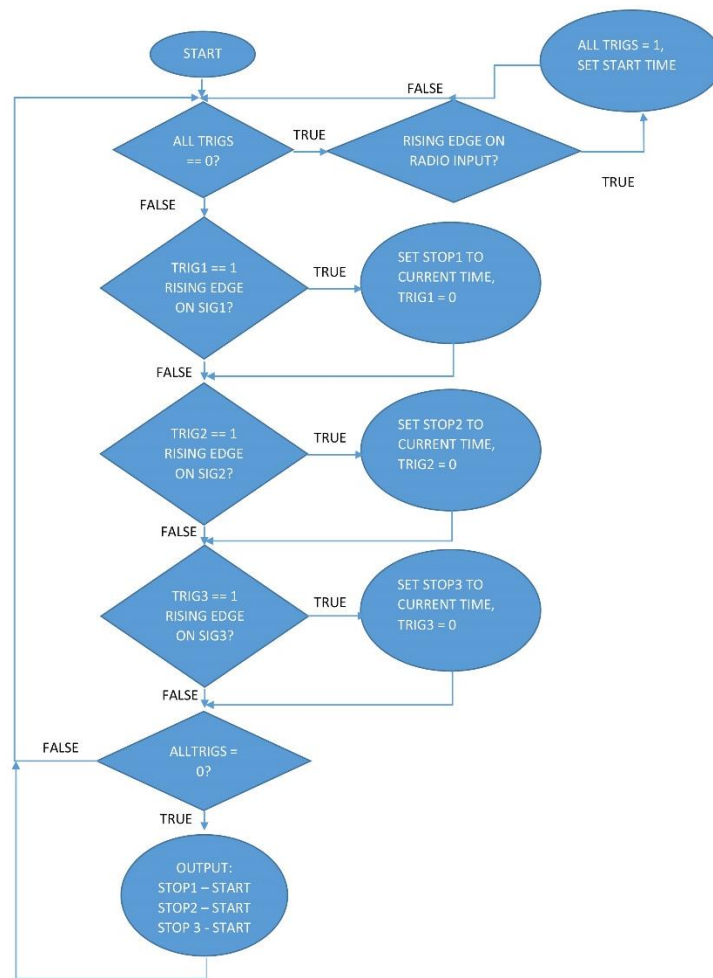 START
ALL TRIGS = 1,
SET START TIME
FALSE
ALL TRIGS
== 0?
TRUE
RISING EDGE ON
RADIO INPUT?
TRUE
FALSE
TRIG1 == 1
RISING EDGE
ON SIG1?
TRUE
SET STOP1 TO
CURRENT TIME,
TRIG1 = 0
FALSE
TRIG2 == 1
RISING EDGE
ON SIG2?
TRUE
SET STOP2 TO
CURRENT TIME,
TRIG2 = 0
FALSE
TRIG3 == 1
RISING EDGE
ON SIG3?
TRUE
SET STOP3 TO
CURRENT TIME,
TRIG3 = 0
FALSE
FALSE
ALLTRIGS =
0?
TRUE
OUTPUT:
STOP1 – START
STOP2 – START
STOP 3 - START